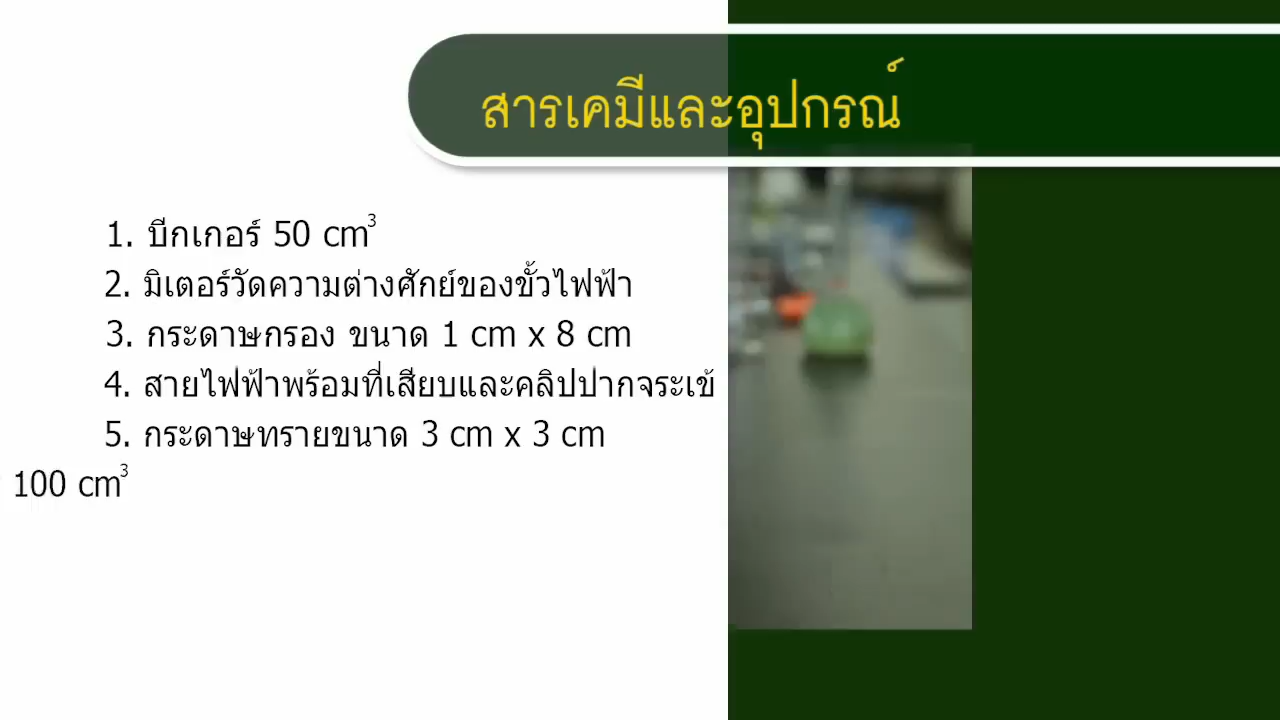 สารเคมีและอุปกรณ์
1. บีกเกอร์ 50 cm³
2. มิเตอร์วัดความต่างศักย์ของขั้วไฟฟ้า
3. กระดาษกรอง ขนาด 1 cm x 8 cm
4. สายไฟฟ้าพร้อมที่เสียบและคลิปปากจระเข้
5. กระดาษทรายขนาด 3 cm x 3 cm
100 cm³